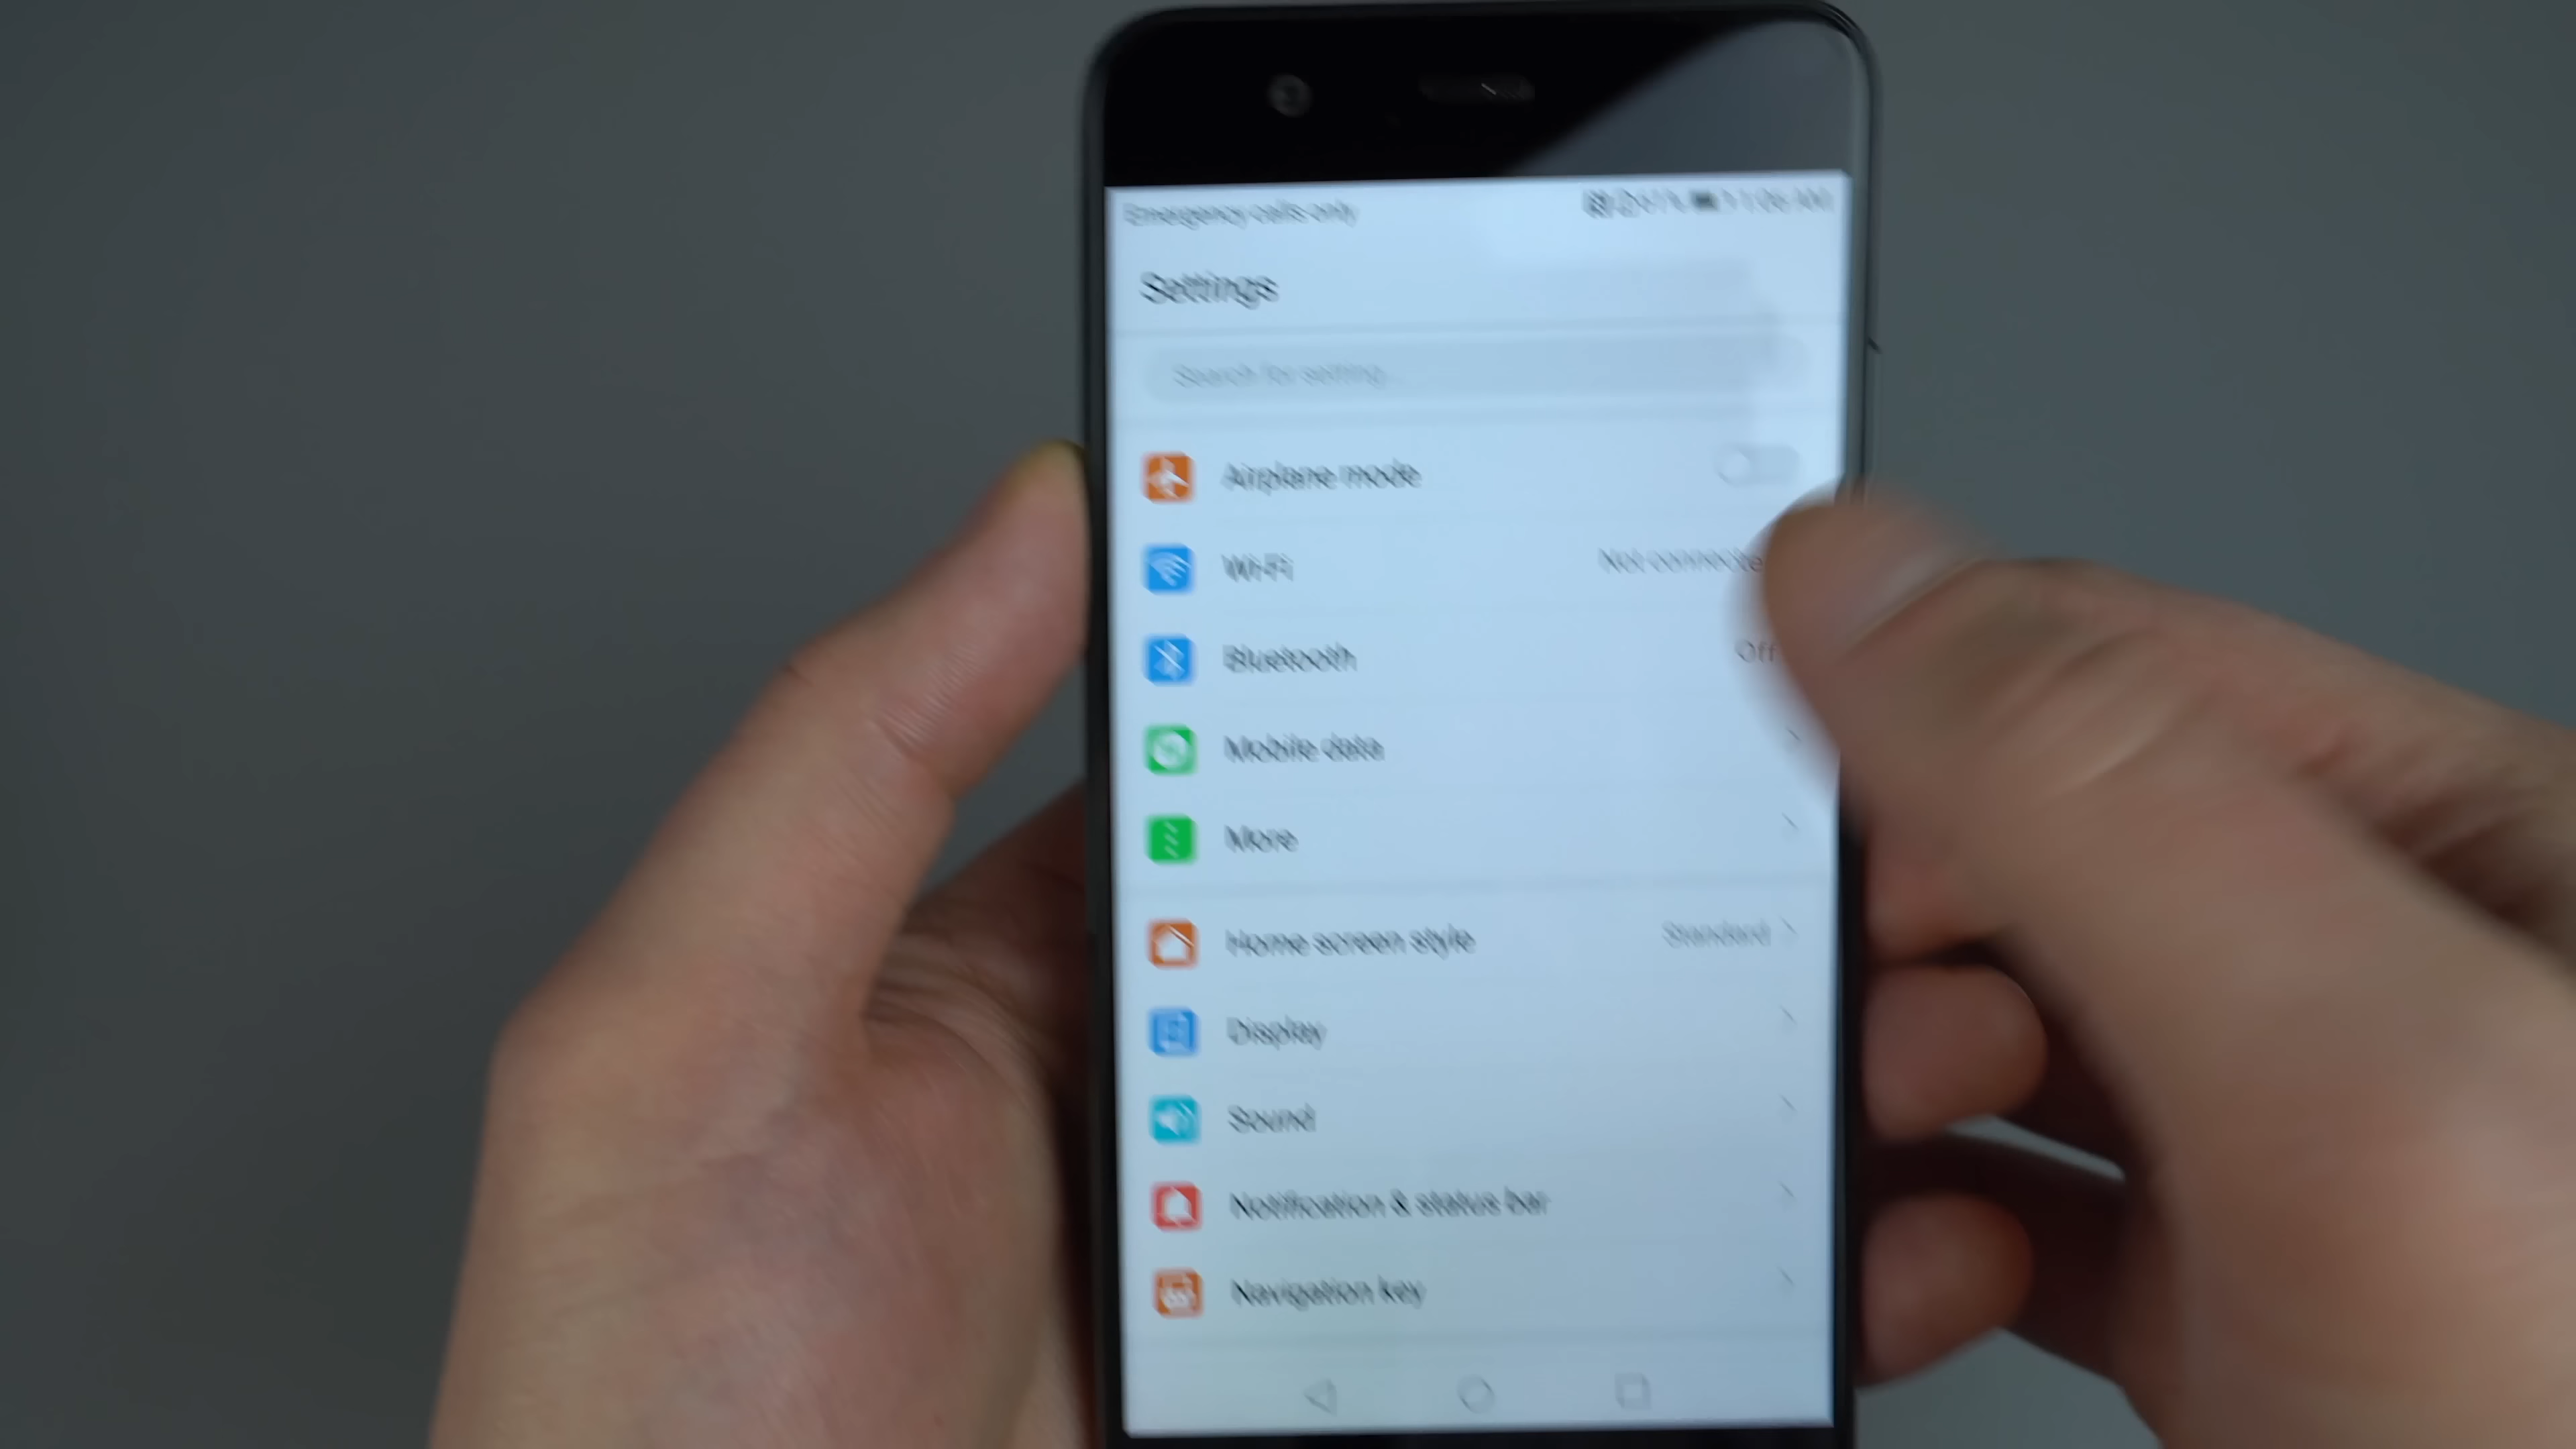 Emergency calls only
Settings
Search for setting...
Airplane mode
Wi-Fi Not connected
Bluetooth Off
Mobile data
More
Home screen style Standard
Display
Sound
Notification & status bar
Navigation key